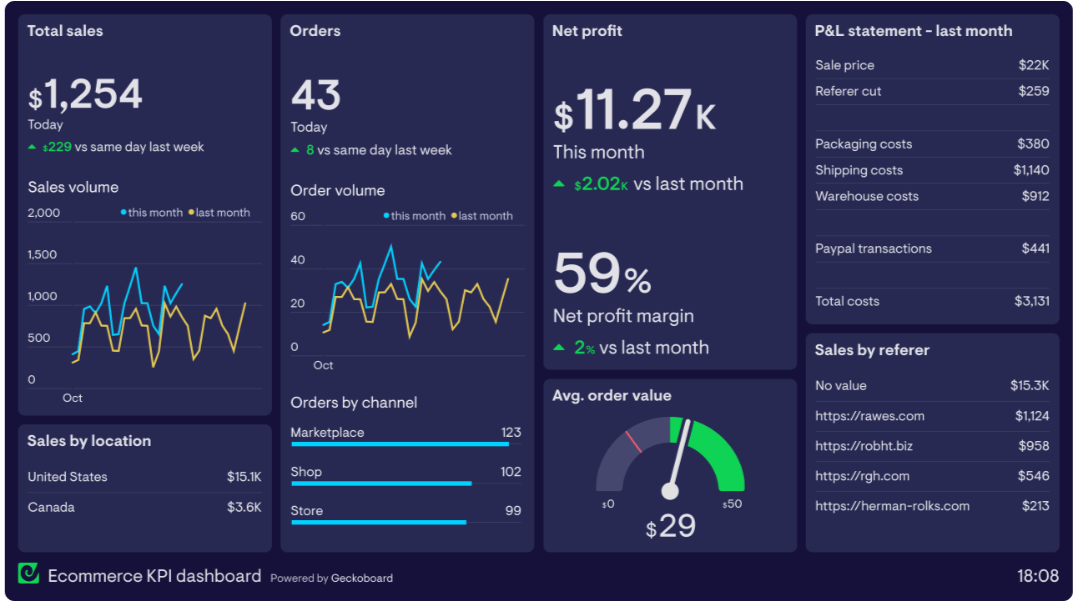 Total sales
$1,254
Today
$229 vs same day last week
Sales volume
this month last month
2,000
1,500
1,000
500
0
Oct
Sales by location
United States $15.1K
Canada $3.6K
Orders
43
Today
8 vs same day last week
Order volume
this month last month
60
40
20
0
Oct
Orders by channel
Marketplace 123
Shop 102
Store 99
Net profit
$11.27K
This month
$2.02K vs last month
59%
Net profit margin
2% vs last month
Avg. order value
$0 $50
$29
P&L statement - last month
Sale price $22K
Referer cut $259
Packaging costs $380
Shipping costs $1,140
Warehouse costs $912
Paypal transactions $441
Total costs $3,131
Sales by referer
No value $15.3K
https://rawes.com $1,124
https://robht.biz $958
https://rgh.com $546
https://herman-rolks.com $213
Ecommerce KPI dashboard Powered by Geckoboard 18:08